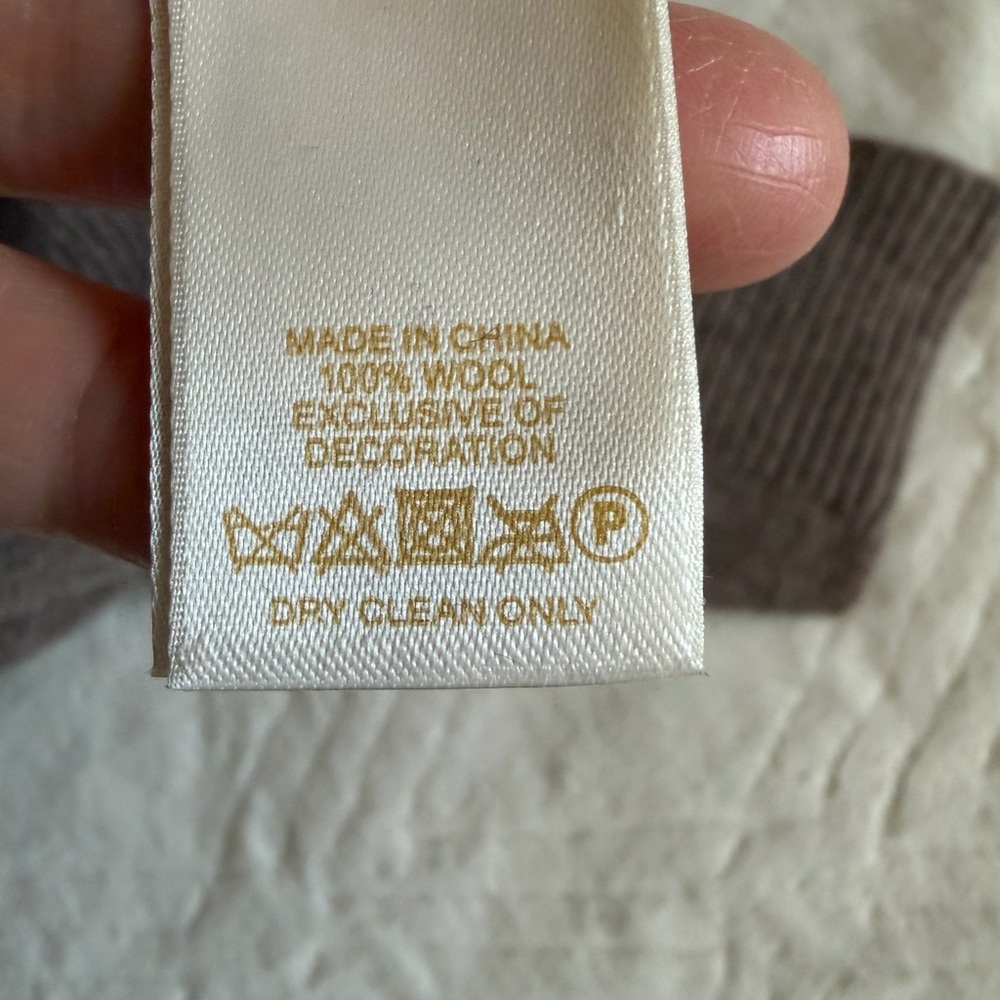 MADE IN CHINA
100% WOOL
EXCLUSIVE OF
DECORATION
P
DRY CLEAN ONLY